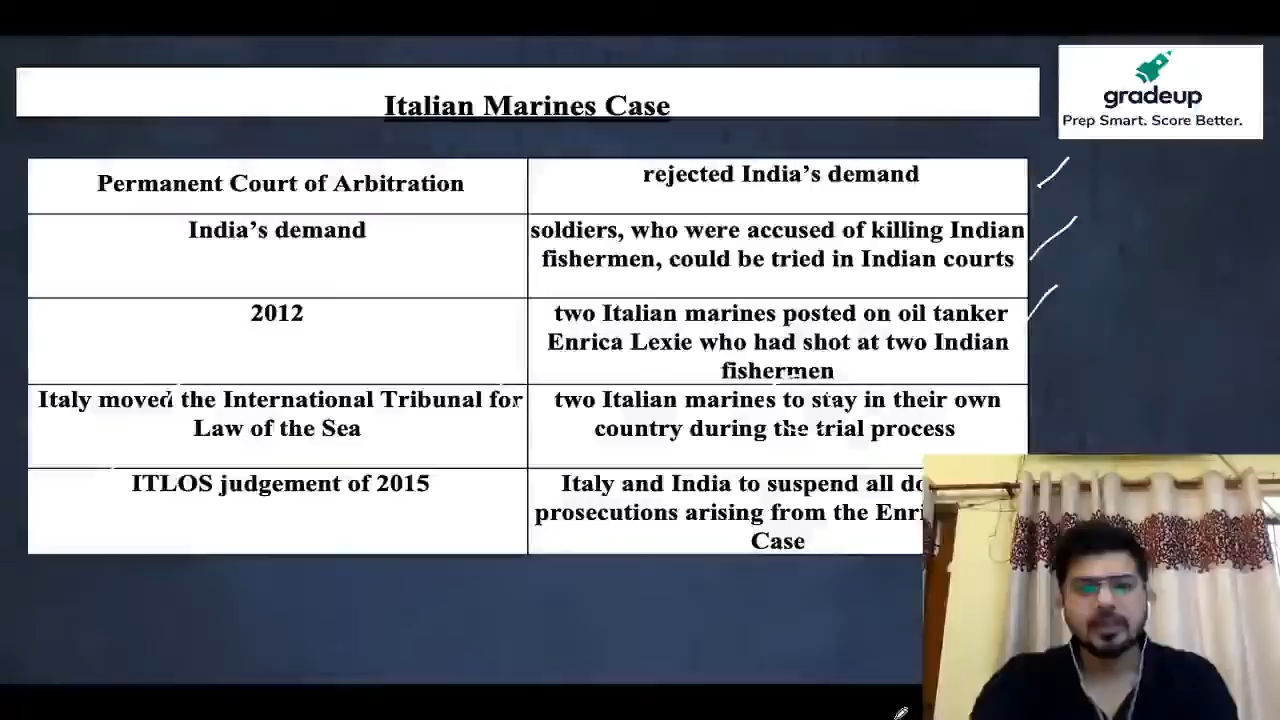 Italian Marines Case
gradeup
Prep Smart. Score Better.
Permanent Court of Arbitration
rejected India’s demand
India’s demand
soldiers, who were accused of killing Indian
fishermen, could be tried in Indian courts
2012
two Italian marines posted on oil tanker
Enrica Lexie who had shot at two Indian
fishermen
Italy moved the International Tribunal for
Law of the Sea
two Italian marines to stay in their own
country during the trial process
ITLOS judgement of 2015
Italy and India to suspend all
prosecutions arising from the
Case